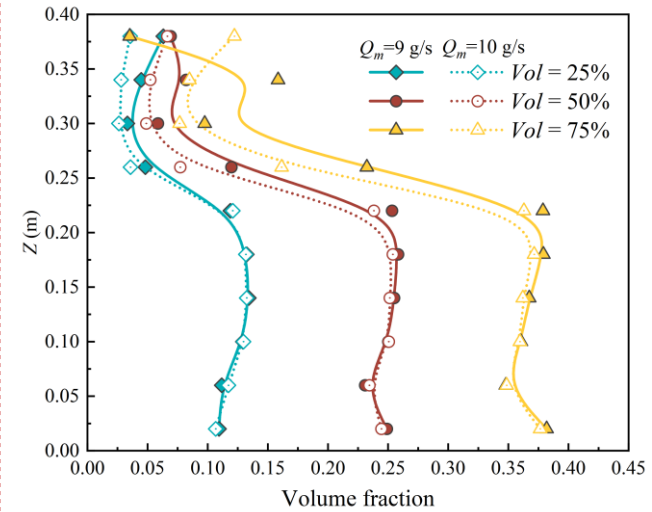 0.40
0.35
0.30
0.25
0.20
0.15
0.10
0.05
0.00
Z (m)
Qm=9 g/s Qm=10 g/s
Vol = 25%
Vol = 50%
Vol = 75%
0.00 0.05 0.10 0.15 0.20 0.25 0.30 0.35 0.40 0.45
Volume fraction